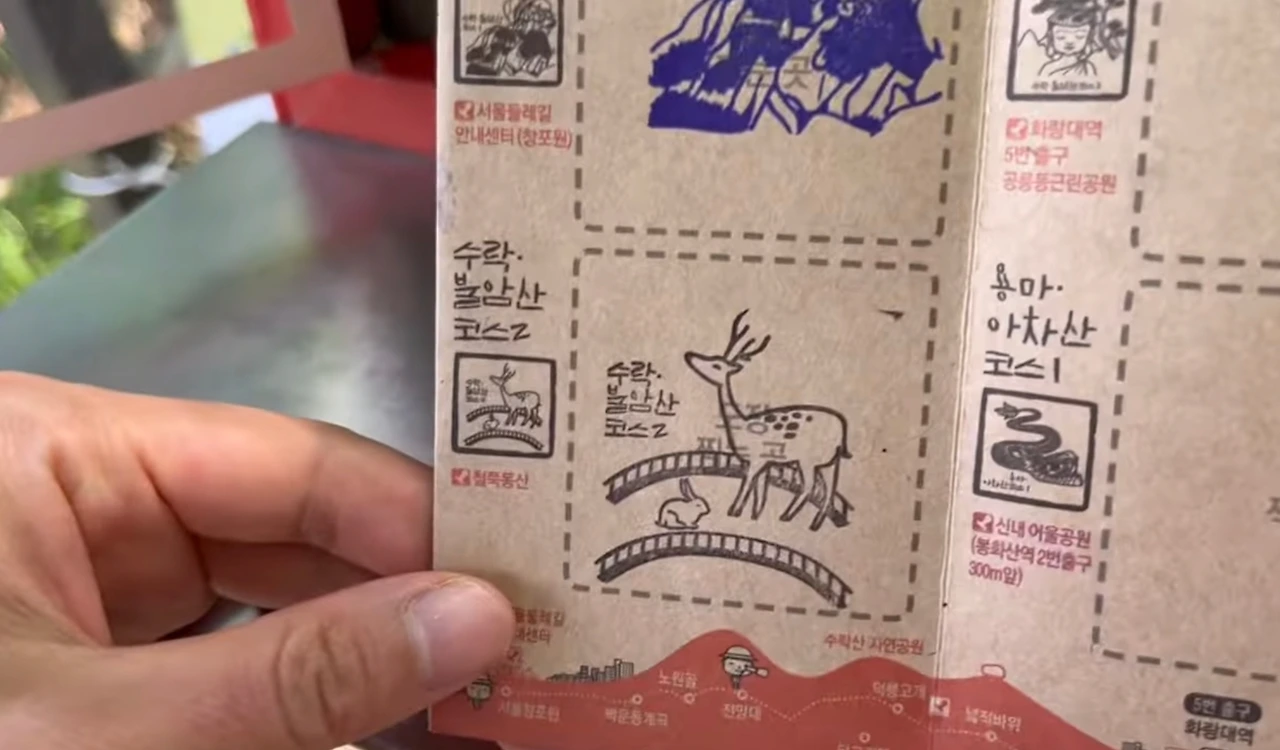 서울둘레길
안내센터 (창포원)
수락·
불암산
코스2
철쭉동산
수락·
불암산
코스2
수락산 자연공원
노원골
덕릉고개
서울창포원
벽운동계곡
전망대
넓적바위
화랑대역
5번 출구
공릉동근린공원
용마·
아차산
코스1
신내 어울공원
(봉화산역 2번출구
300m앞)
5번 출구
화랑대역